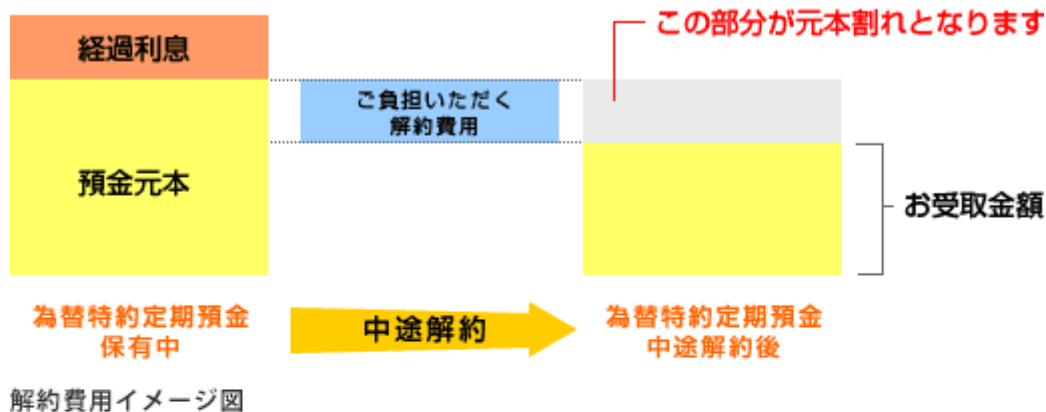 この部分が元本割れとなります
経過利息
ご負担いただく
解約費用
預金元本
お受取金額
為替特約定期預金
保有中
中途解約
為替特約定期預金
中途解約後
解約費用イメージ図